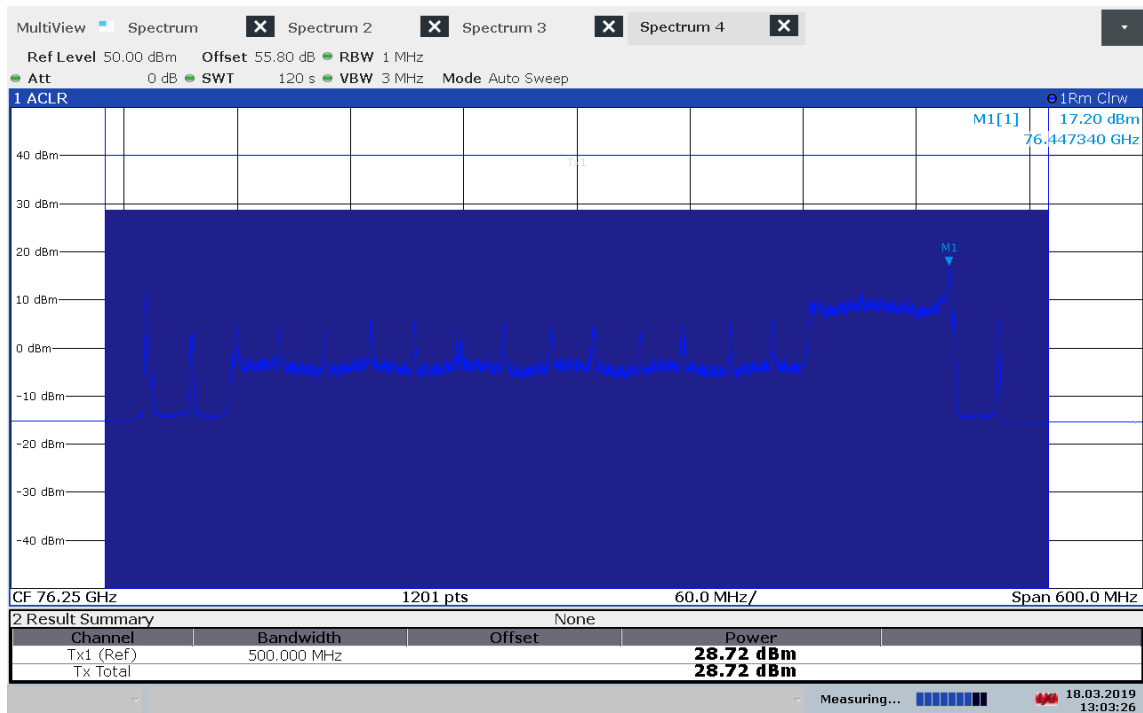 MultiView Spectrum X Spectrum 2 X Spectrum 3 X Spectrum 4 X
Ref Level 50.00 dBm Offset 55.80 dB RBW 1 MHz
Att 0 dB SWT 120 s VBW 3 MHz Mode Auto Sweep
1 ACLR 1Rm Clrw
M1[1] 17.20 dBm
76.447340 GHz
40 dBm
Tx1
30 dBm
20 dBm
M1
10 dBm
0 dBm
-10 dBm
-20 dBm
-30 dBm
-40 dBm
CF 76.25 GHz 1201 pts 60.0 MHz/ Span 600.0 MHz
2 Result Summary None
Channel Bandwidth Offset Power
Tx1 (Ref) 500.000 MHz 28.72 dBm
Tx Total 28.72 dBm
Measuring... 18.03.2019
13:03:26